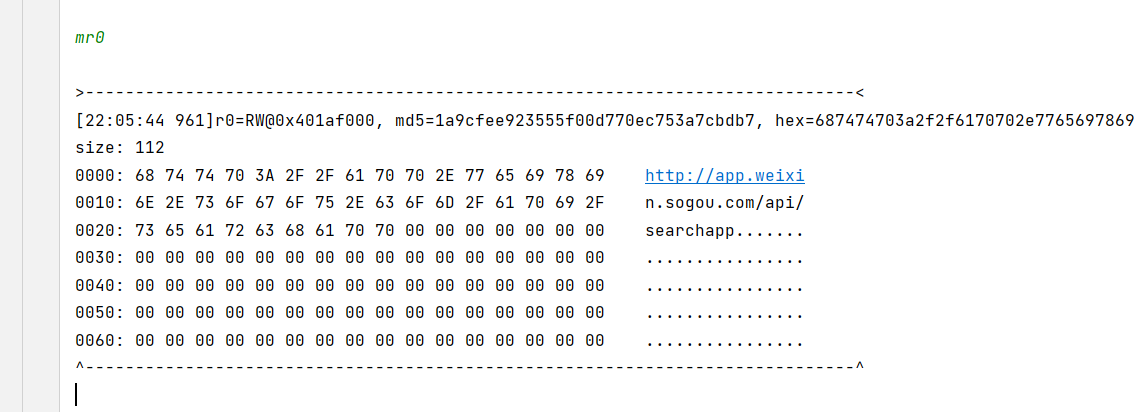 mr0
>-----------------------------------------------------------------------------<
[22:05:44 961]r0=RW@0x401af000, md5=1a9cfee923555f00d770ec753a7cbdb7, hex=687474703a2f2f6170702e7765697869
size: 112
0000: 68 74 74 70 3A 2F 2F 61 70 70 2E 77 65 69 78 69    http://app.weixi
0010: 6E 2E 73 6F 67 6F 75 2E 63 6F 6D 2F 61 70 69 2F    n.sogou.com/api/
0020: 73 65 61 72 63 68 61 70 70 00 00 00 00 00 00 00    searchapp.......
0030: 00 00 00 00 00 00 00 00 00 00 00 00 00 00 00 00    ................
0040: 00 00 00 00 00 00 00 00 00 00 00 00 00 00 00 00    ................
0050: 00 00 00 00 00 00 00 00 00 00 00 00 00 00 00 00    ................
0060: 00 00 00 00 00 00 00 00 00 00 00 00 00 00 00 00    ................
^-----------------------------------------------------------------------------^